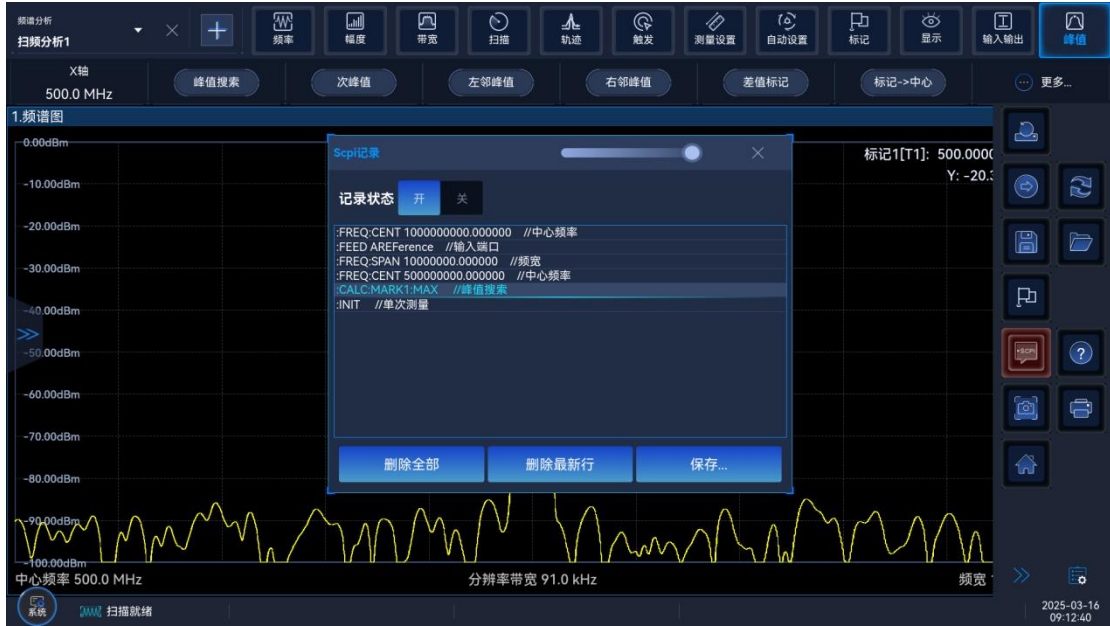 频谱分析
扫频分析1
频率
幅度
带宽
扫描
轨迹
触发
测量设置
自动设置
标记
显示
输入输出
峰值
X轴
500.0 MHz
峰值搜索
次峰值
左邻峰值
右邻峰值
差值标记
标记->中心
更多...
1.频谱图
0.00dBm
标记1[T1]: 500.0000
Y: -20.3
-10.00dBm
-20.00dBm
-30.00dBm
-40.00dBm
-50.00dBm
-60.00dBm
-70.00dBm
-80.00dBm
-90.00dBm
-100.00dBm
Scpi记录
记录状态 开 关
:FREQ:CENT 1000000000.000000 //中心频率
:FEED AREFerence //输入端口
:FREQ:SPAN 10000000.000000 //频宽
:FREQ:CENT 500000000.000000 //中心频率
:CALC:MARK1:MAX //峰值搜索
:INIT //单次测量
删除全部
删除最新行
保存...
SCPI
中心频率 500.0 MHz
分辨率带宽 91.0 kHz
频宽
系统
扫描就绪
2025-03-16
09:12:40